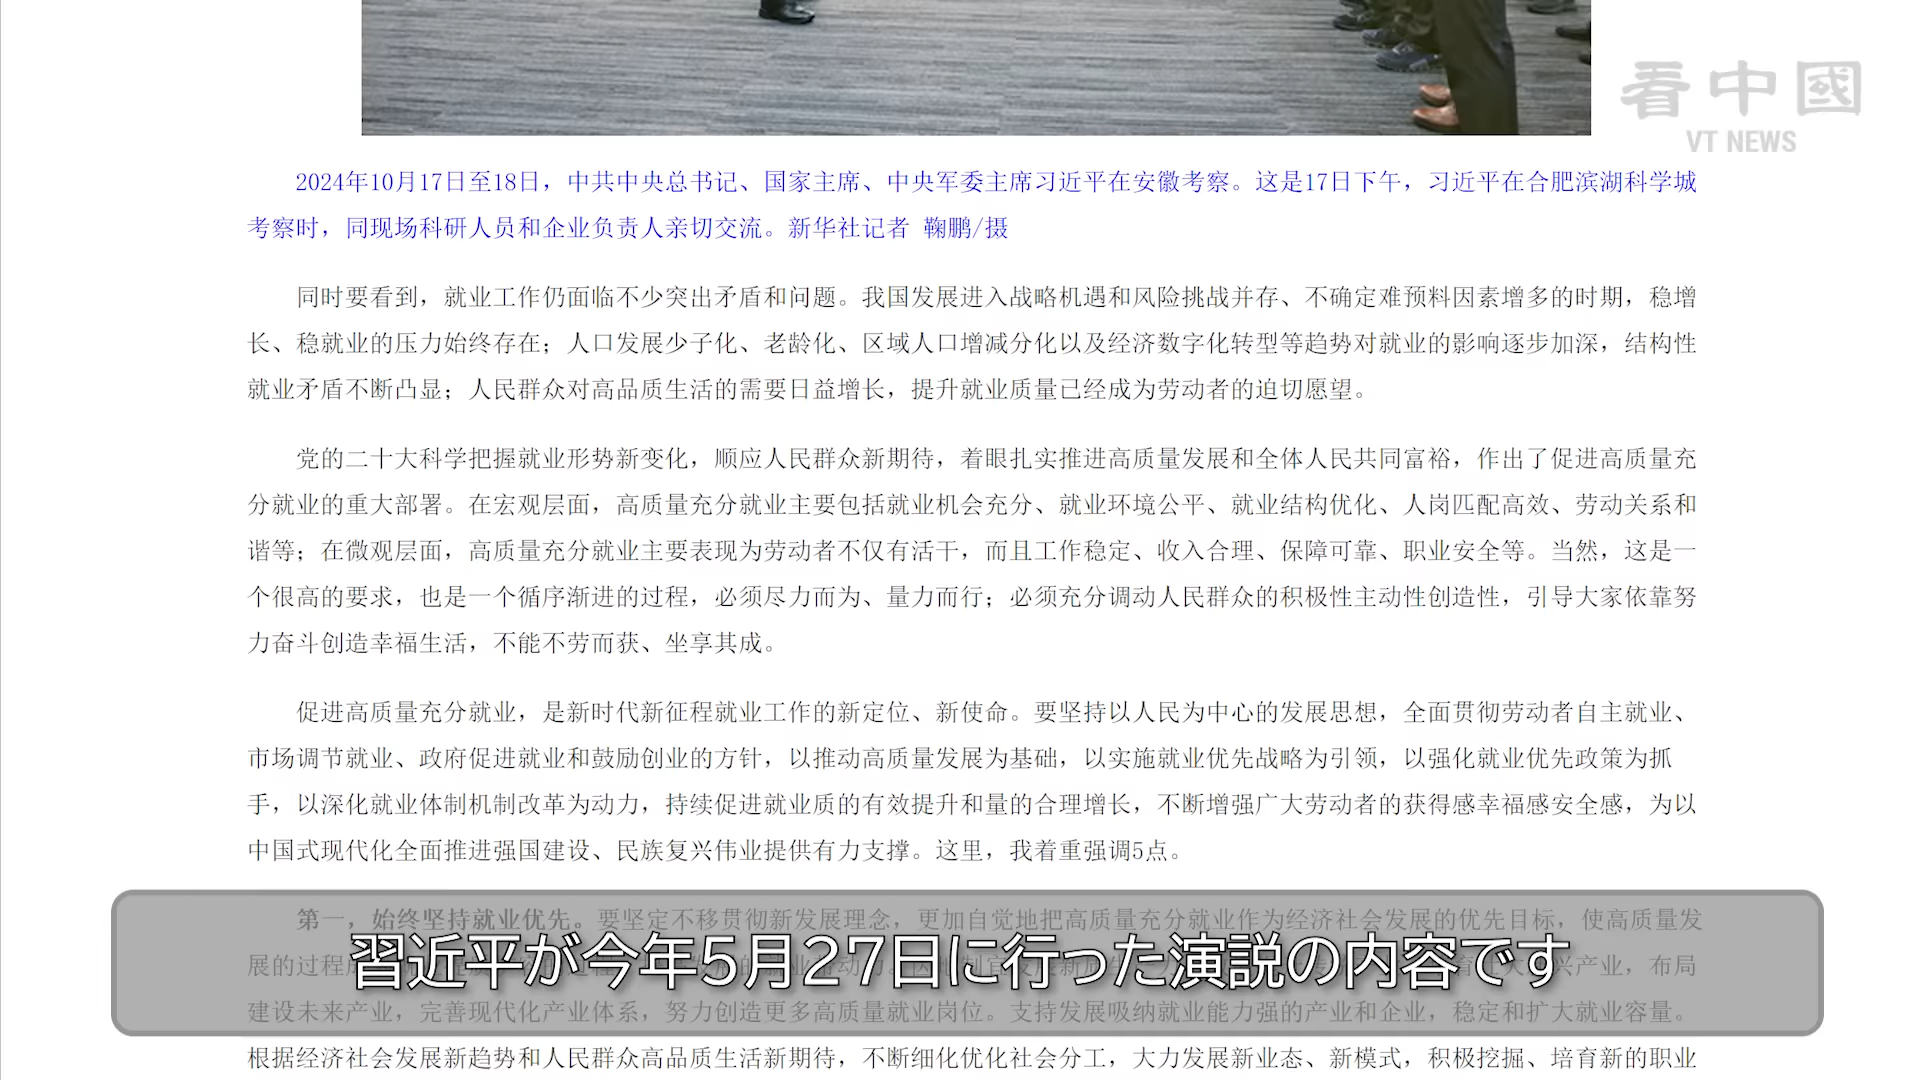 看中國
VT NEWS
2024年10月17日至18日，中共中央总书记、国家主席、中央军委主席习近平在安徽考察。这是17日下午，习近平在合肥滨湖科学城
考察时，同现场科研人员和企业负责人亲切交流。新华社记者 鞠鹏/摄
同时要看到，就业工作仍面临不少突出矛盾和问题。我国发展进入战略机遇和风险挑战并存、不确定难预料因素增多的时期，稳增
长、稳就业的压力始终存在；人口发展少子化、老龄化、区域人口增减分化以及经济数字化转型等趋势对就业的影响逐步加深，结构性
就业矛盾不断凸显；人民群众对高品质生活的需要日益增长，提升就业质量已经成为劳动者的迫切愿望。
党的二十大科学把握就业形势新变化，顺应人民群众新期待，着眼扎实推进高质量发展和全体人民共同富裕，作出了促进高质量充
分就业的重大部署。在宏观层面，高质量充分就业主要包括就业机会充分、就业环境公平、就业结构优化、人岗匹配高效、劳动关系和
谐等；在微观层面，高质量充分就业主要表现为劳动者不仅有活干，而且工作稳定、收入合理、保障可靠、职业安全等。当然，这是一
个很高的要求，也是一个循序渐进的过程，必须尽力而为、量力而行；必须充分调动人民群众的积极性主动性创造性，引导大家依靠努
力奋斗创造幸福生活，不能不劳而获、坐享其成。
促进高质量充分就业，是新时代新征程就业工作的新定位、新使命。要坚持以人民为中心的发展思想，全面贯彻劳动者自主就业、
市场调节就业、政府促进就业和鼓励创业的方针，以推动高质量发展为基础，以实施就业优先战略为引领，以强化就业优先政策为抓
手，以深化就业体制机制改革为动力，持续促进就业质的有效提升和量的合理增长，不断增强广大劳动者的获得感幸福感安全感，为以
中国式现代化全面推进强国建设、民族复兴伟业提供有力支撑。这里，我着重强调5点。
第一，始终坚持就业优先。要坚定不移贯彻新发展理念，更加自觉地把高质量充分就业作为经济社会发展的优先目标，使高质量发
展的过程 兴产业，布局
習近平が今年5月27日に行った演説の内容です
建设未来产业，完善现代化产业体系，努力创造更多高质量就业岗位。支持发展吸纳就业能力强的产业和企业，稳定和扩大就业容量。
根据经济社会发展新趋势和人民群众高品质生活新期待，不断细化优化社会分工，大力发展新业态、新模式，积极挖掘、培育新的职业